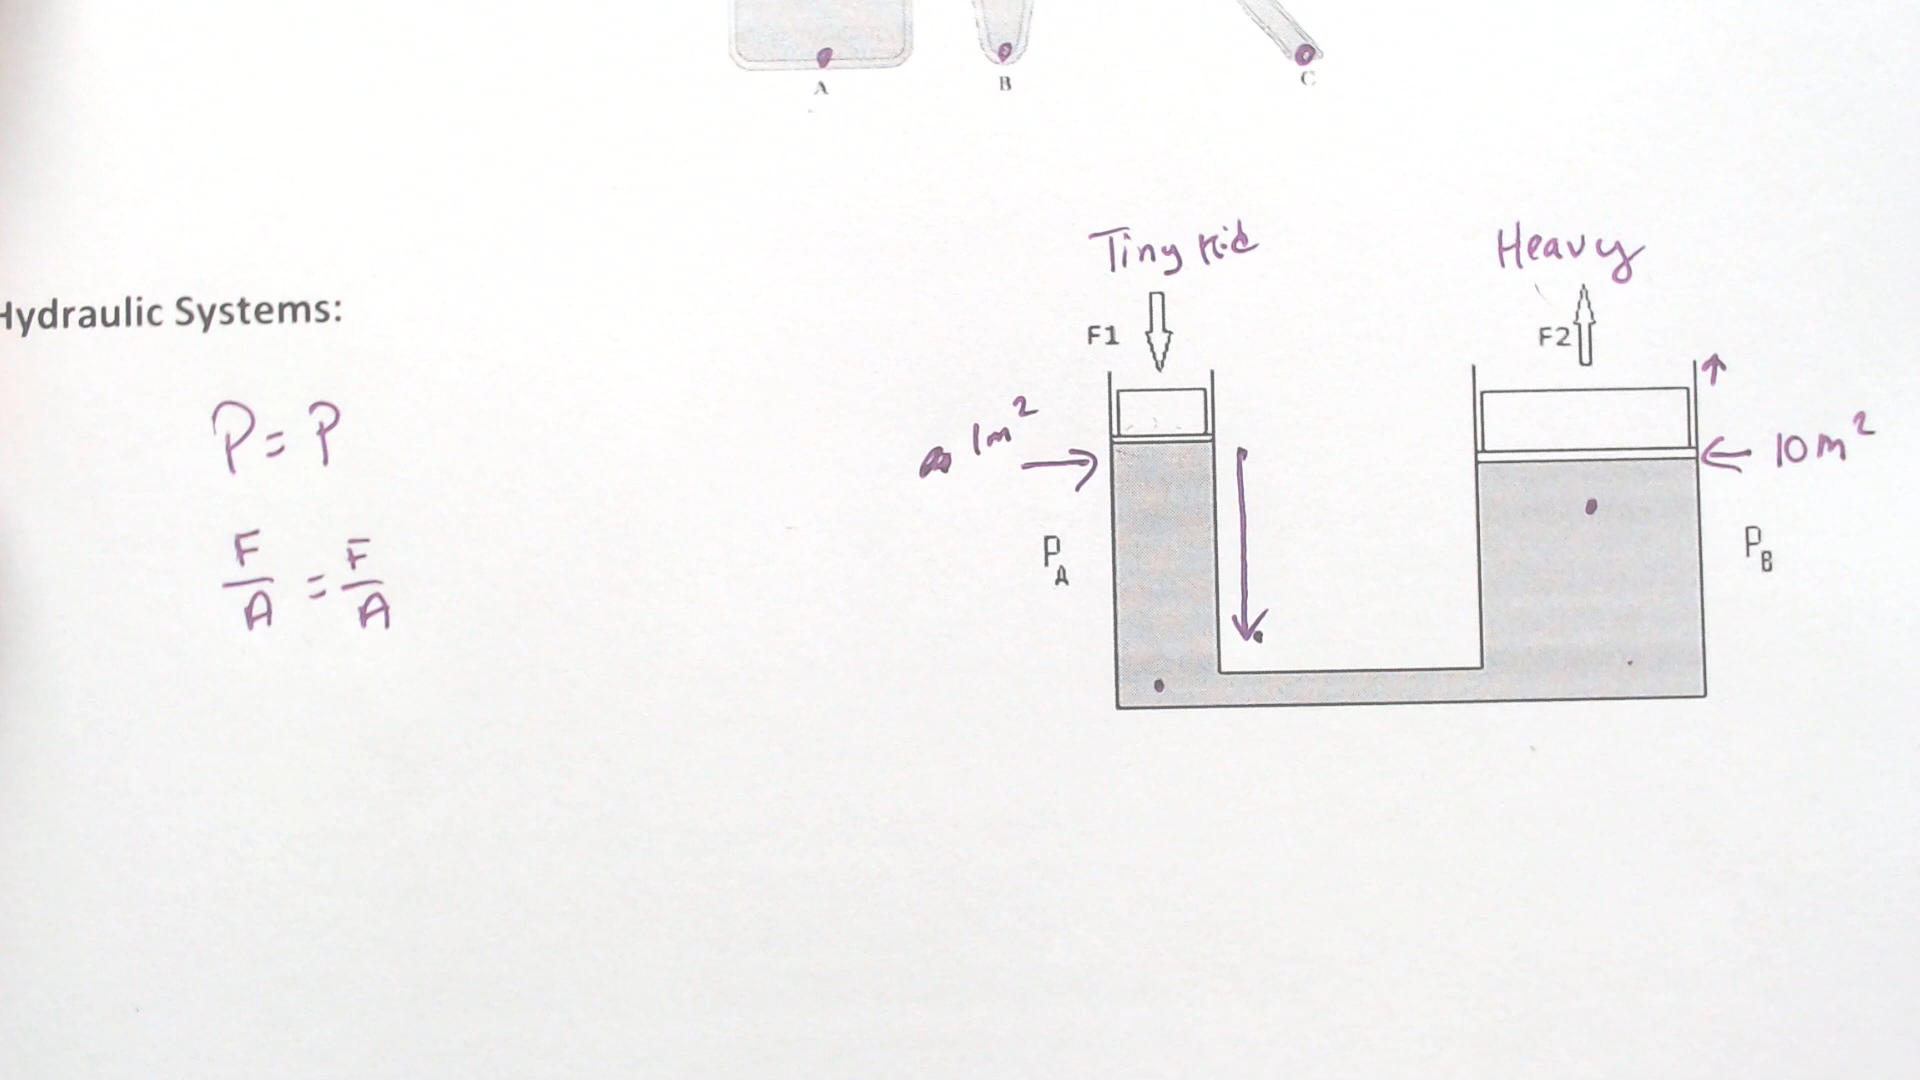 A B C
Tiny kid Heavy
Hydraulic Systems:
F1 F2
P = P
1m² 10m²
F/A = F/A
P_A P_B